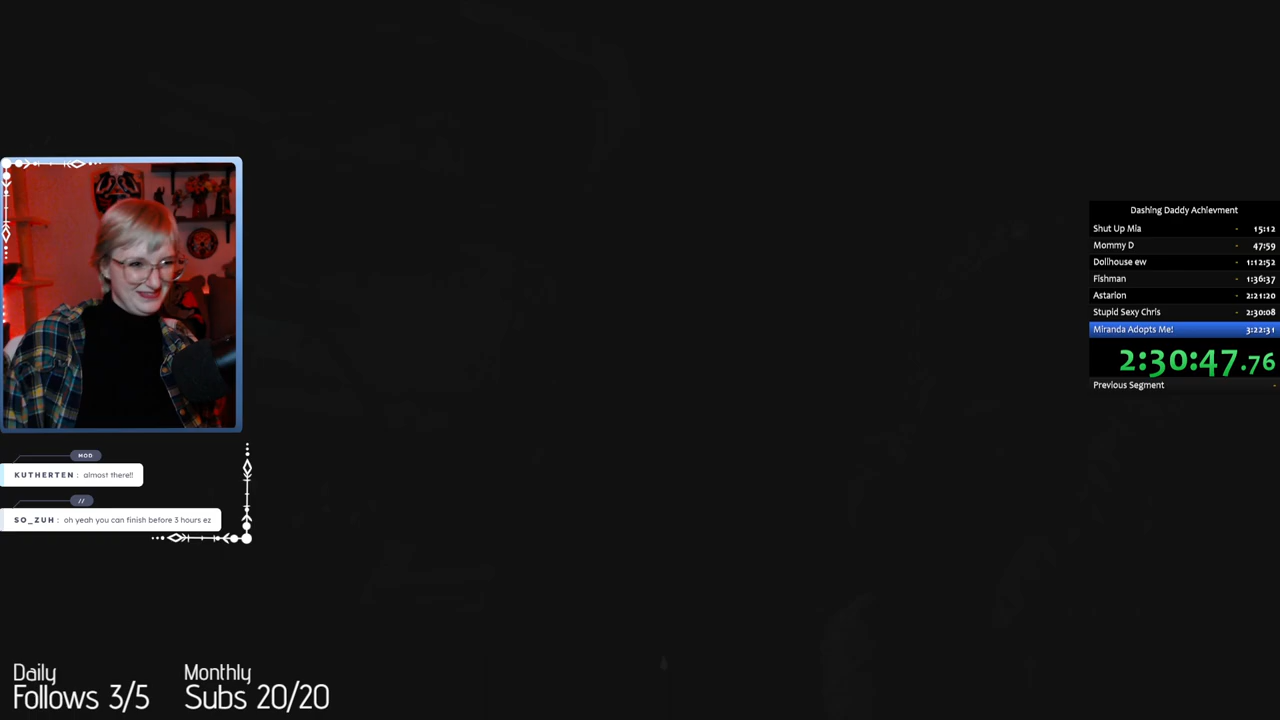 MOD
KUTHERTEN : almost there!!
//
SO_ZUH : oh yeah you can finish before 3 hours ez
Daily
Follows 3/5
Monthly
Subs 20/20
Dashing Daddy Achievment
Shut Up Mia - 15:12
Mommy D - 47:59
Dollhouse ew - 1:12:52
Fishman - 1:36:37
Astarion - 2:21:20
Stupid Sexy Chris - 2:30:08
Miranda Adopts Me! 3:22:31
2:30:47.76
Previous Segment -